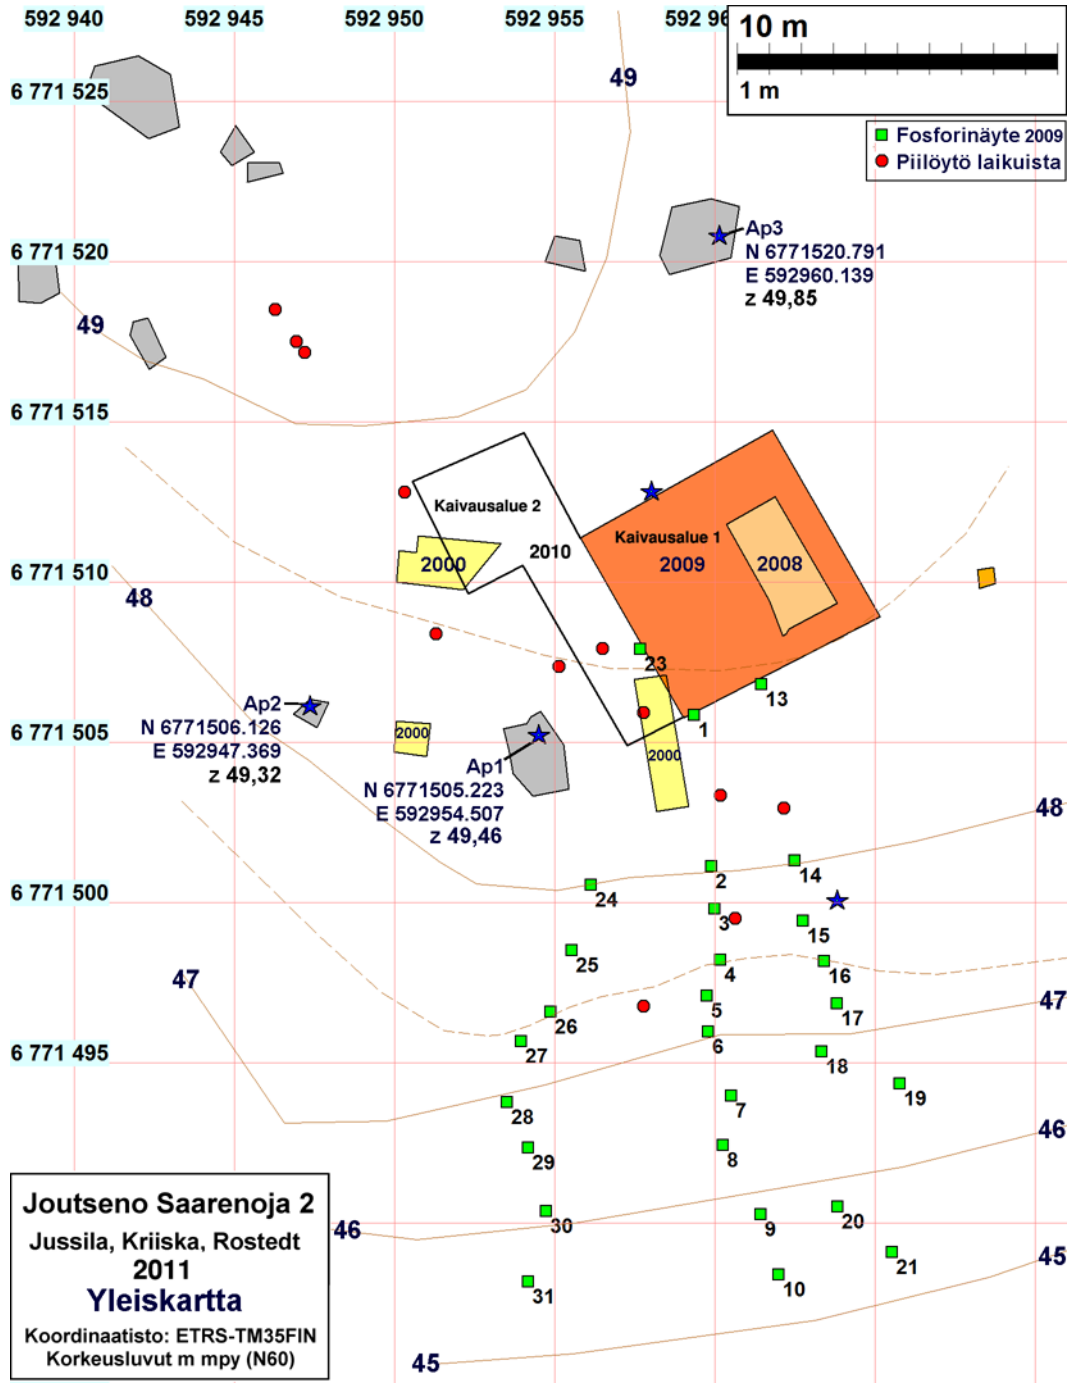 592 940
592 945
592 950
592 955
592 96
10 m
1 m
Fosforinäyte 2009
Piilöytö laikuista
49
6 771 525
Ap3
N 6771520.791
E 592960.139
z 49,85
6 771 520
49
6 771 515
Kaivausalue 2
2010
Kaivausalue 1
2009
2008
2000
6 771 510
48
23
13
1
Ap2
N 6771506.126
E 592947.369
z 49,32
2000
6 771 505
2000
Ap1
N 6771505.223
E 592954.507
z 49,46
48
2
14
24
6 771 500
3
15
25
4
16
47
5
17
47
26
6
27
18
6 771 495
19
7
28
8
29
46
30
9
20
46
21
45
10
31
45
Joutseno Saarenoja 2
Jussila, Kriiska, Rostedt
2011
Yleiskartta
Koordinaatisto: ETRS-TM35FIN
Korkeusluvut m mpy (N60)